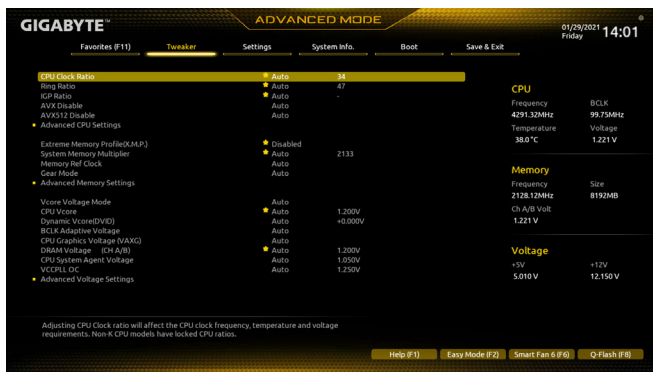 GIGABYTE™
ADVANCED MODE
01/29/2021
Friday
14:01
Favorites (F11) Tweaker Settings System Info. Boot Save & Exit
CPU Clock Ratio Auto 34
Ring Ratio Auto 47
IGP Ratio Auto -
AVX Disable Auto
AVX512 Disable Auto
Advanced CPU Settings
Extreme Memory Profile(X.M.P.) Disabled
System Memory Multiplier Auto 2133
Memory Ref Clock Auto
Gear Mode Auto
Advanced Memory Settings
Vcore Voltage Mode Auto
CPU Vcore Auto 1.200V
Dynamic Vcore(DVID) Auto +0.000V
BCLK Adaptive Voltage Auto
CPU Graphics Voltage (VAXG) Auto
DRAM Voltage (CH A/B) Auto 1.200V
CPU System Agent Voltage Auto 1.050V
VCCPLL OC Auto 1.250V
Advanced Voltage Settings
CPU
Frequency BCLK
4291.32MHz 99.75MHz
Temperature Voltage
38.0 °C 1.221 V
Memory
Frequency Size
2128.12MHz 8192MB
Ch A/B Volt
1.221 V
Voltage
+5V +12V
5.010 V 12.150 V
Adjusting CPU Clock ratio will affect the CPU clock frequency, temperature and voltage
requirements. Non-K CPU models have locked CPU ratios.
Help (F1) Easy Mode (F2) Smart Fan 6 (F6) Q-Flash (F8)